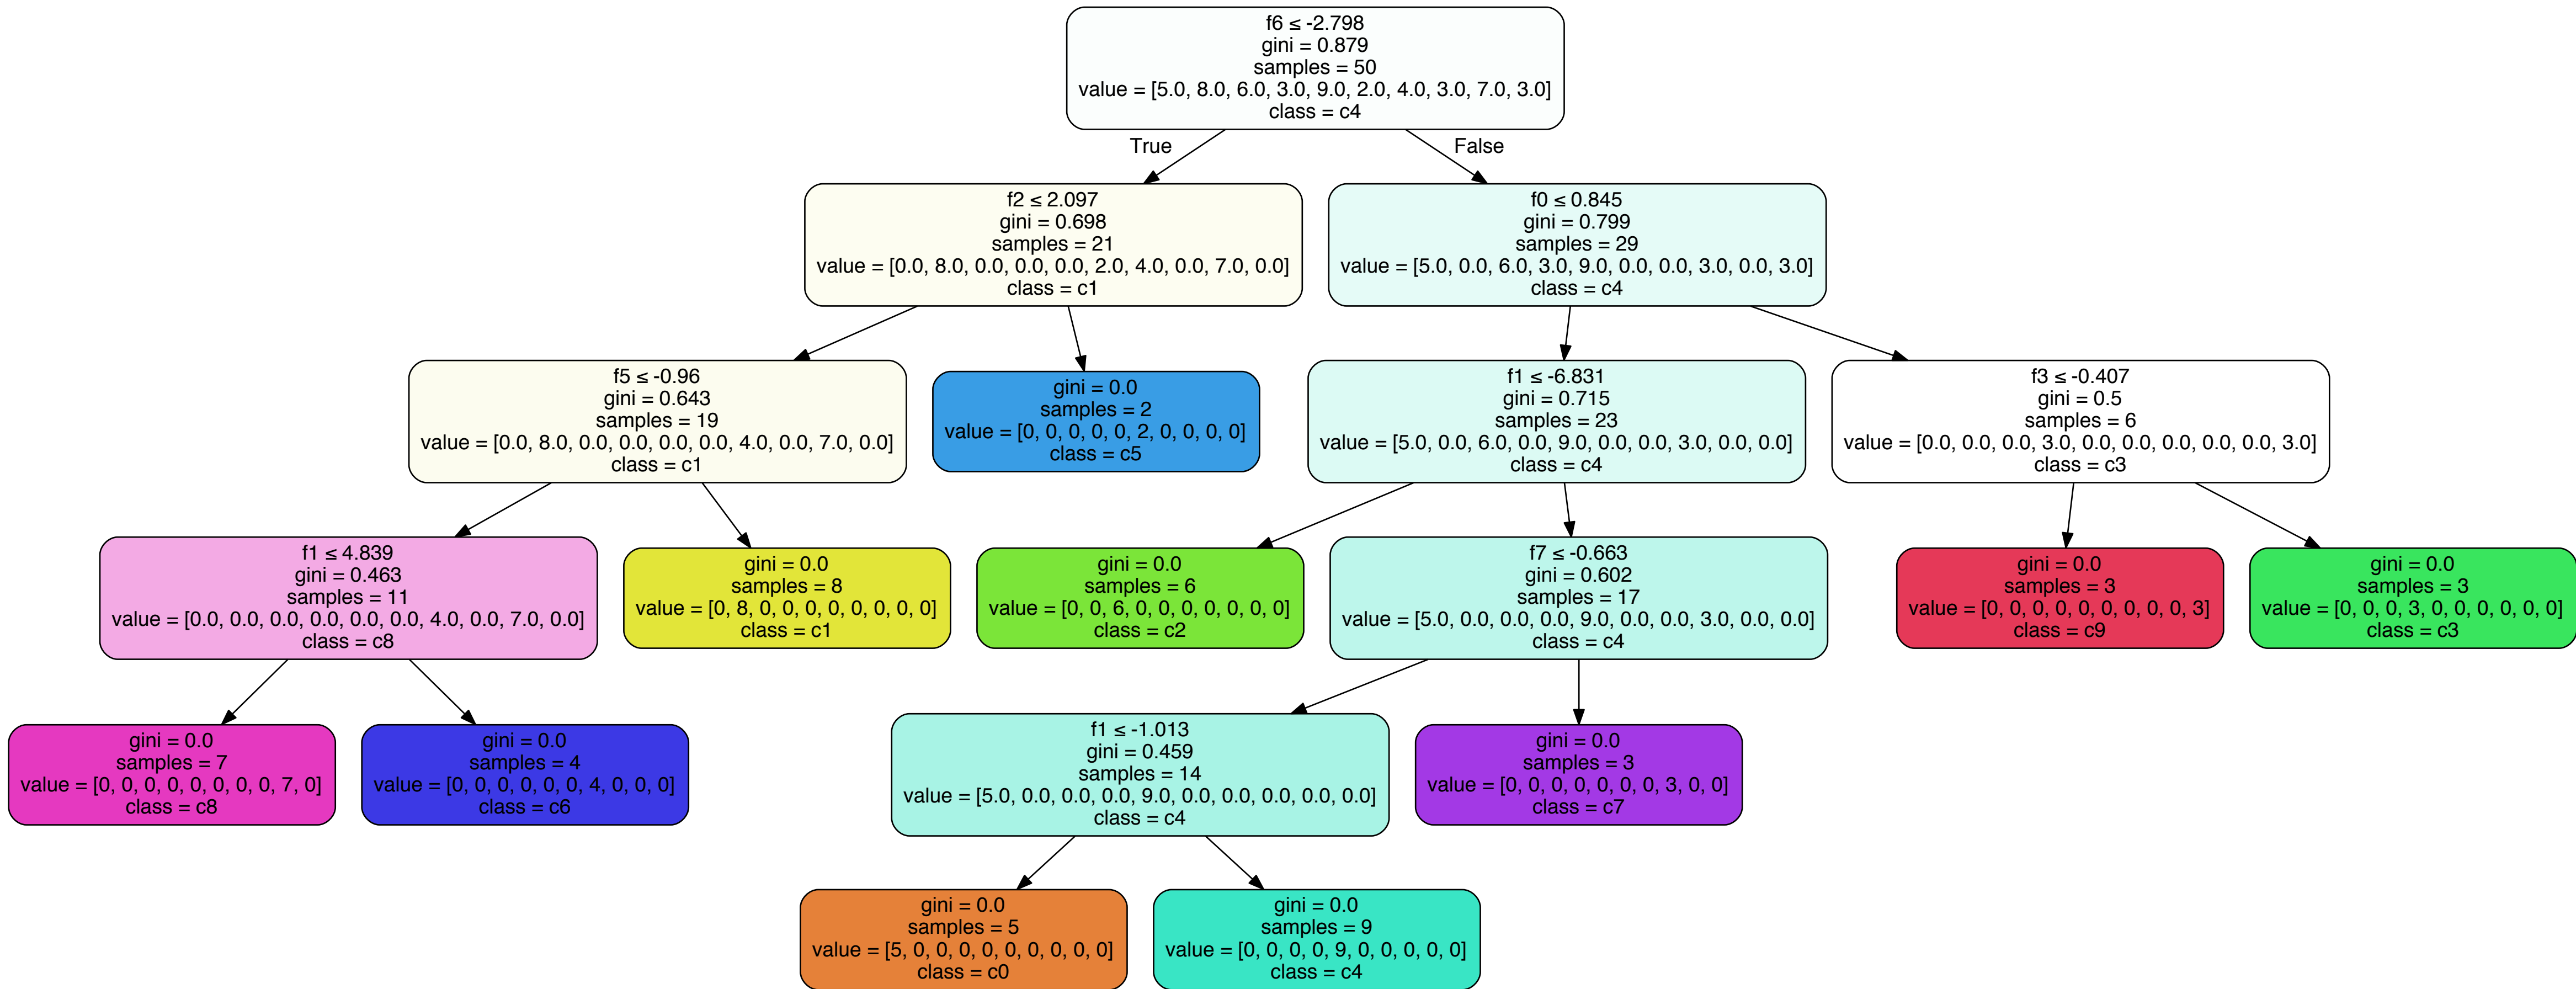 f6 ≤ -2.798
gini = 0.879
samples = 50
value = [5.0, 8.0, 6.0, 3.0, 9.0, 2.0, 4.0, 3.0, 7.0, 3.0]
class = c4
True
False
f2 ≤ 2.097
gini = 0.698
samples = 21
value = [0.0, 8.0, 0.0, 0.0, 0.0, 2.0, 4.0, 0.0, 7.0, 0.0]
class = c1
f0 ≤ 0.845
gini = 0.799
samples = 29
value = [5.0, 0.0, 6.0, 3.0, 9.0, 0.0, 0.0, 3.0, 0.0, 3.0]
class = c4
f5 ≤ -0.96
gini = 0.643
samples = 19
value = [0.0, 8.0, 0.0, 0.0, 0.0, 0.0, 4.0, 0.0, 7.0, 0.0]
class = c1
gini = 0.0
samples = 2
value = [0, 0, 0, 0, 0, 2, 0, 0, 0, 0]
class = c5
f1 ≤ -6.831
gini = 0.715
samples = 23
value = [5.0, 0.0, 6.0, 0.0, 9.0, 0.0, 0.0, 3.0, 0.0, 0.0]
class = c4
f3 ≤ -0.407
gini = 0.5
samples = 6
value = [0.0, 0.0, 0.0, 3.0, 0.0, 0.0, 0.0, 0.0, 0.0, 3.0]
class = c3
f1 ≤ 4.839
gini = 0.463
samples = 11
value = [0.0, 0.0, 0.0, 0.0, 0.0, 0.0, 4.0, 0.0, 7.0, 0.0]
class = c8
gini = 0.0
samples = 8
value = [0, 8, 0, 0, 0, 0, 0, 0, 0, 0]
class = c1
gini = 0.0
samples = 6
value = [0, 0, 6, 0, 0, 0, 0, 0, 0, 0]
class = c2
f7 ≤ -0.663
gini = 0.602
samples = 17
value = [5.0, 0.0, 0.0, 0.0, 9.0, 0.0, 0.0, 3.0, 0.0, 0.0]
class = c4
gini = 0.0
samples = 3
value = [0, 0, 0, 0, 0, 0, 0, 0, 0, 3]
class = c9
gini = 0.0
samples = 3
value = [0, 0, 0, 3, 0, 0, 0, 0, 0, 0]
class = c3
gini = 0.0
samples = 7
value = [0, 0, 0, 0, 0, 0, 0, 0, 7, 0]
class = c8
gini = 0.0
samples = 4
value = [0, 0, 0, 0, 0, 0, 4, 0, 0, 0]
class = c6
f1 ≤ -1.013
gini = 0.459
samples = 14
value = [5.0, 0.0, 0.0, 0.0, 9.0, 0.0, 0.0, 0.0, 0.0, 0.0]
class = c4
gini = 0.0
samples = 3
value = [0, 0, 0, 0, 0, 0, 0, 3, 0, 0]
class = c7
gini = 0.0
samples = 5
value = [5, 0, 0, 0, 0, 0, 0, 0, 0, 0]
class = c0
gini = 0.0
samples = 9
value = [0, 0, 0, 0, 9, 0, 0, 0, 0, 0]
class = c4